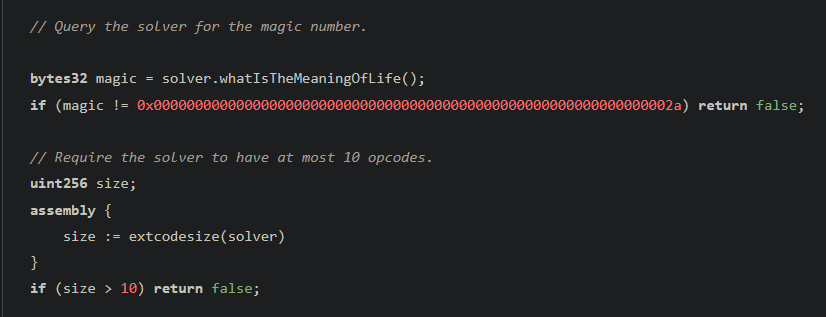 // Query the solver for the magic number.
bytes32 magic = solver.whatIsTheMeaningOfLife();
if (magic != 0x000000000000000000000000000000000000000000000000000000000000002a) return false;
// Require the solver to have at most 10 opcodes.
uint256 size;
assembly {
size := extcodesize(solver)
}
if (size > 10) return false;